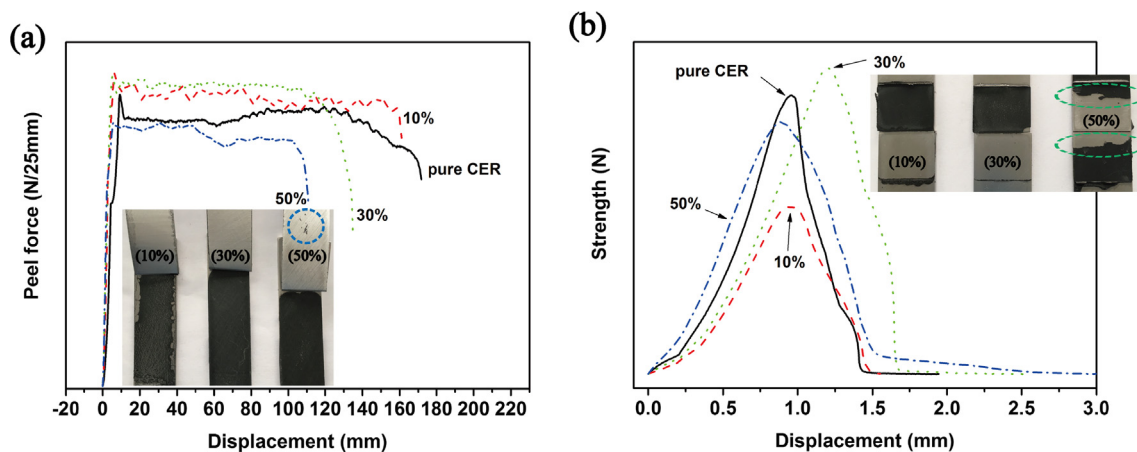 (a)
Peel force (N/25mm)
10%
pure CER
50%
30%
(10%)
(30%)
(50%)
-20 0 20 40 60 80 100 120 140 160 180 200 220
Displacement (mm)
(b)
Strength (N)
pure CER
30%
50%
10%
(50%)
(10%)
(30%)
0.0 0.5 1.0 1.5 2.0 2.5 3.0
Displacement (mm)